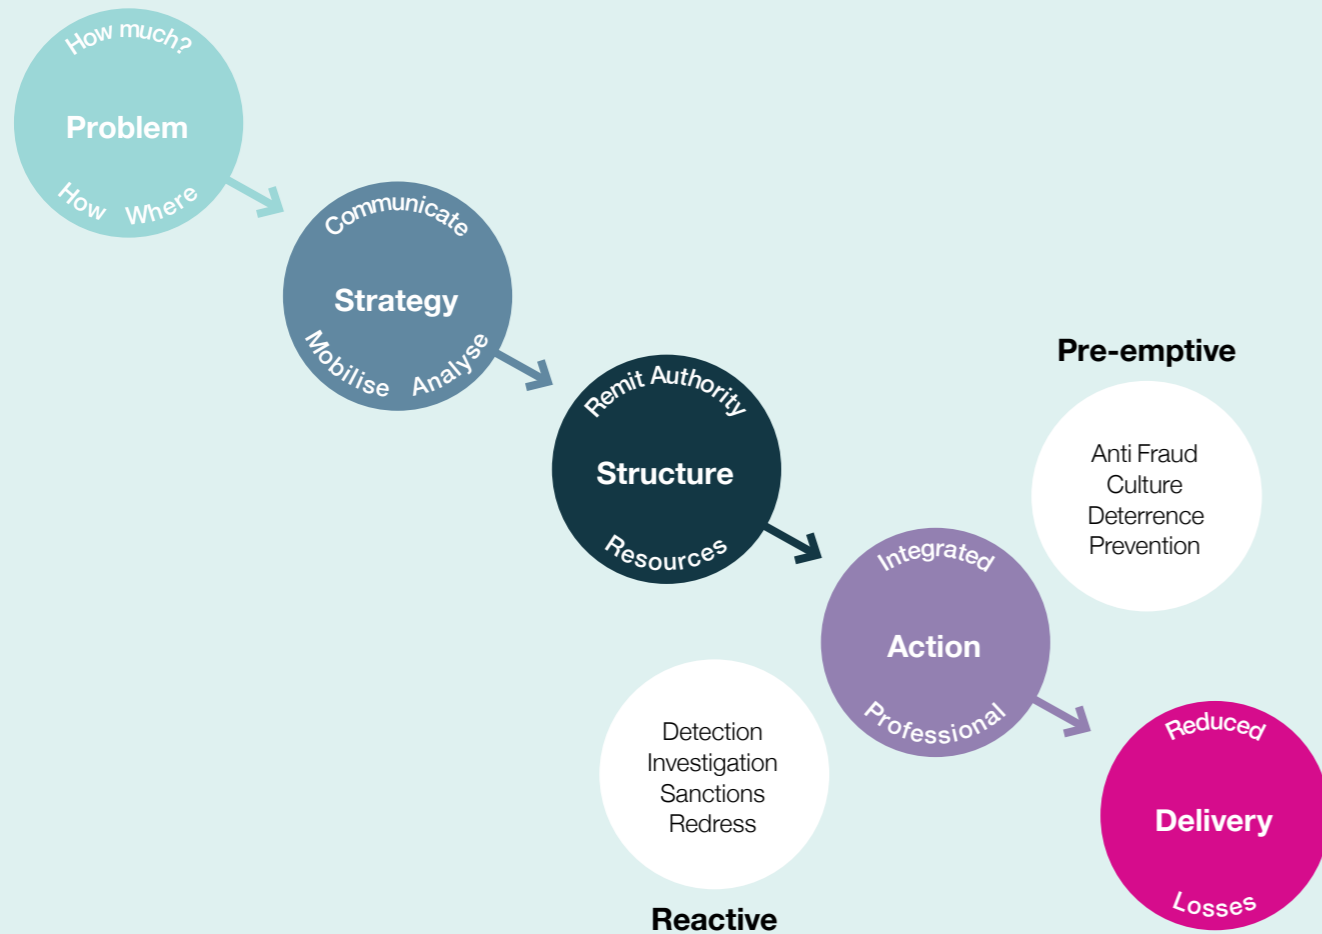 How much?
Problem
How Where
Communicate
Strategy
Mobilise Analyse
Remit Authority
Structure
Resources
Pre-emptive
Anti Fraud
Culture
Deterrence
Prevention
Integrated
Action
Professional
Detection
Investigation
Sanctions
Redress
Reactive
Reduced
Delivery
Losses